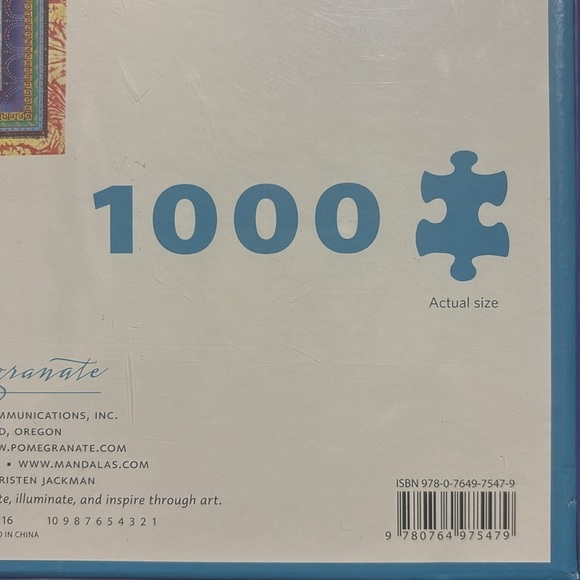 1000
Actual size
granate
MMUNICATIONS, INC.
D, OREGON
W.POMEGRANATE.COM
• WWW.MANDALAS.COM
RISTEN JACKMAN
te, illuminate, and inspire through art.
16 10 9 8 7 6 5 4 3 2 1
D IN CHINA
ISBN 978-0-7649-7547-9
9 780764 975479